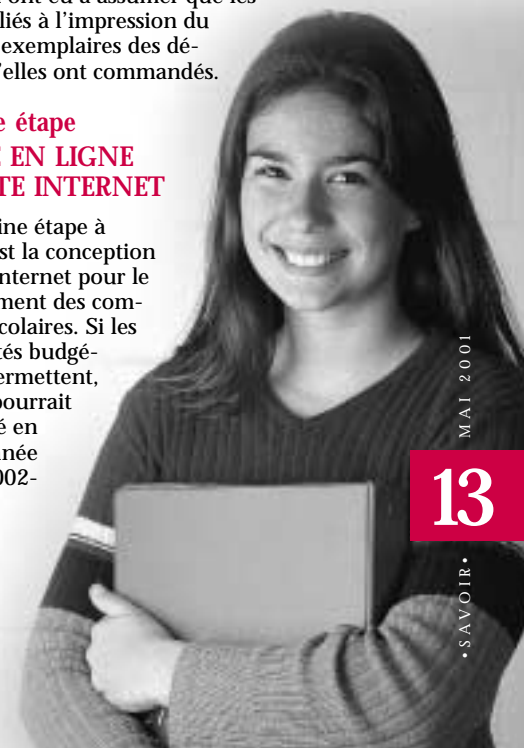 ont eu à assumer que les
liés à l'impression du
exemplaires des dé-
'elles ont commandés.
e étape
EN LIGNE
TE INTERNET
ine étape à
st la conception
nternet pour le
ment des com-
colaires. Si les
tés budgé-
ermettent,
pourrait
é en
née
002-
MAI 2001
13
•SAVOIR•